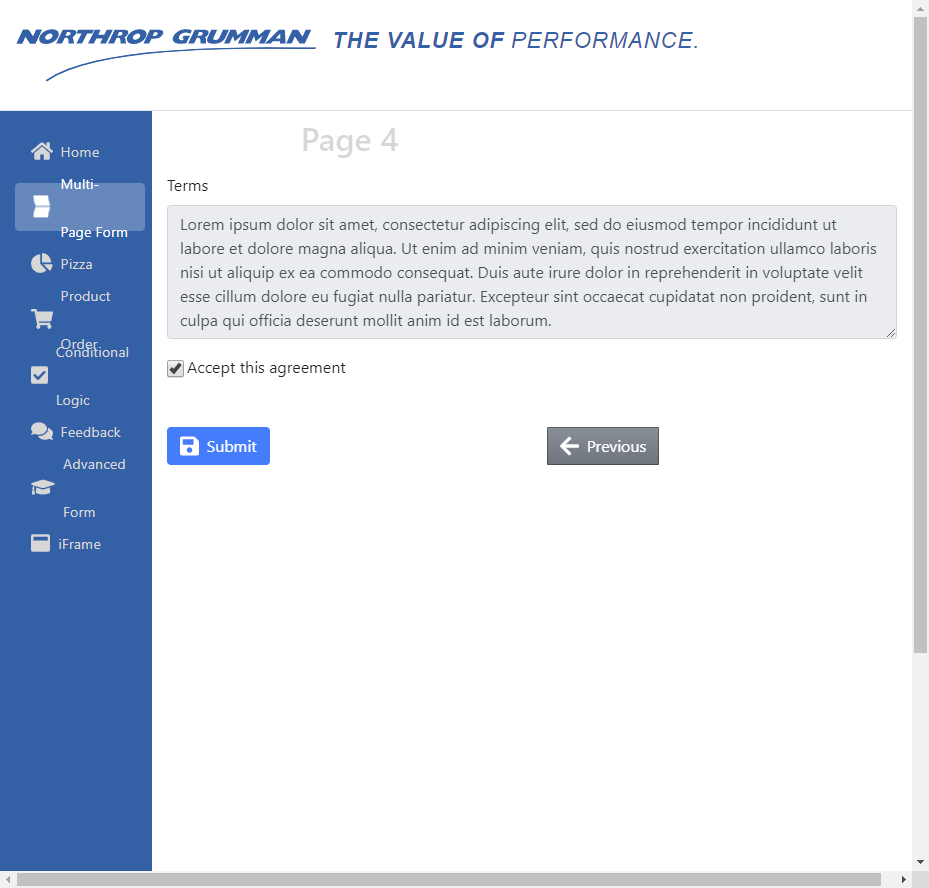 NORTHROP GRUMMAN THE VALUE OF PERFORMANCE.
Home
Multi-
Page Form
Pizza
Product
Order
Conditional
Logic
Feedback
Advanced
Form
iFrame
Page 4
Terms
Lorem ipsum dolor sit amet, consectetur adipiscing elit, sed do eiusmod tempor incididunt ut
labore et dolore magna aliqua. Ut enim ad minim veniam, quis nostrud exercitation ullamco laboris
nisi ut aliquip ex ea commodo consequat. Duis aute irure dolor in reprehenderit in voluptate velit
esse cillum dolore eu fugiat nulla pariatur. Excepteur sint occaecat cupidatat non proident, sunt in
culpa qui officia deserunt mollit anim id est laborum.
Accept this agreement
Submit
Previous